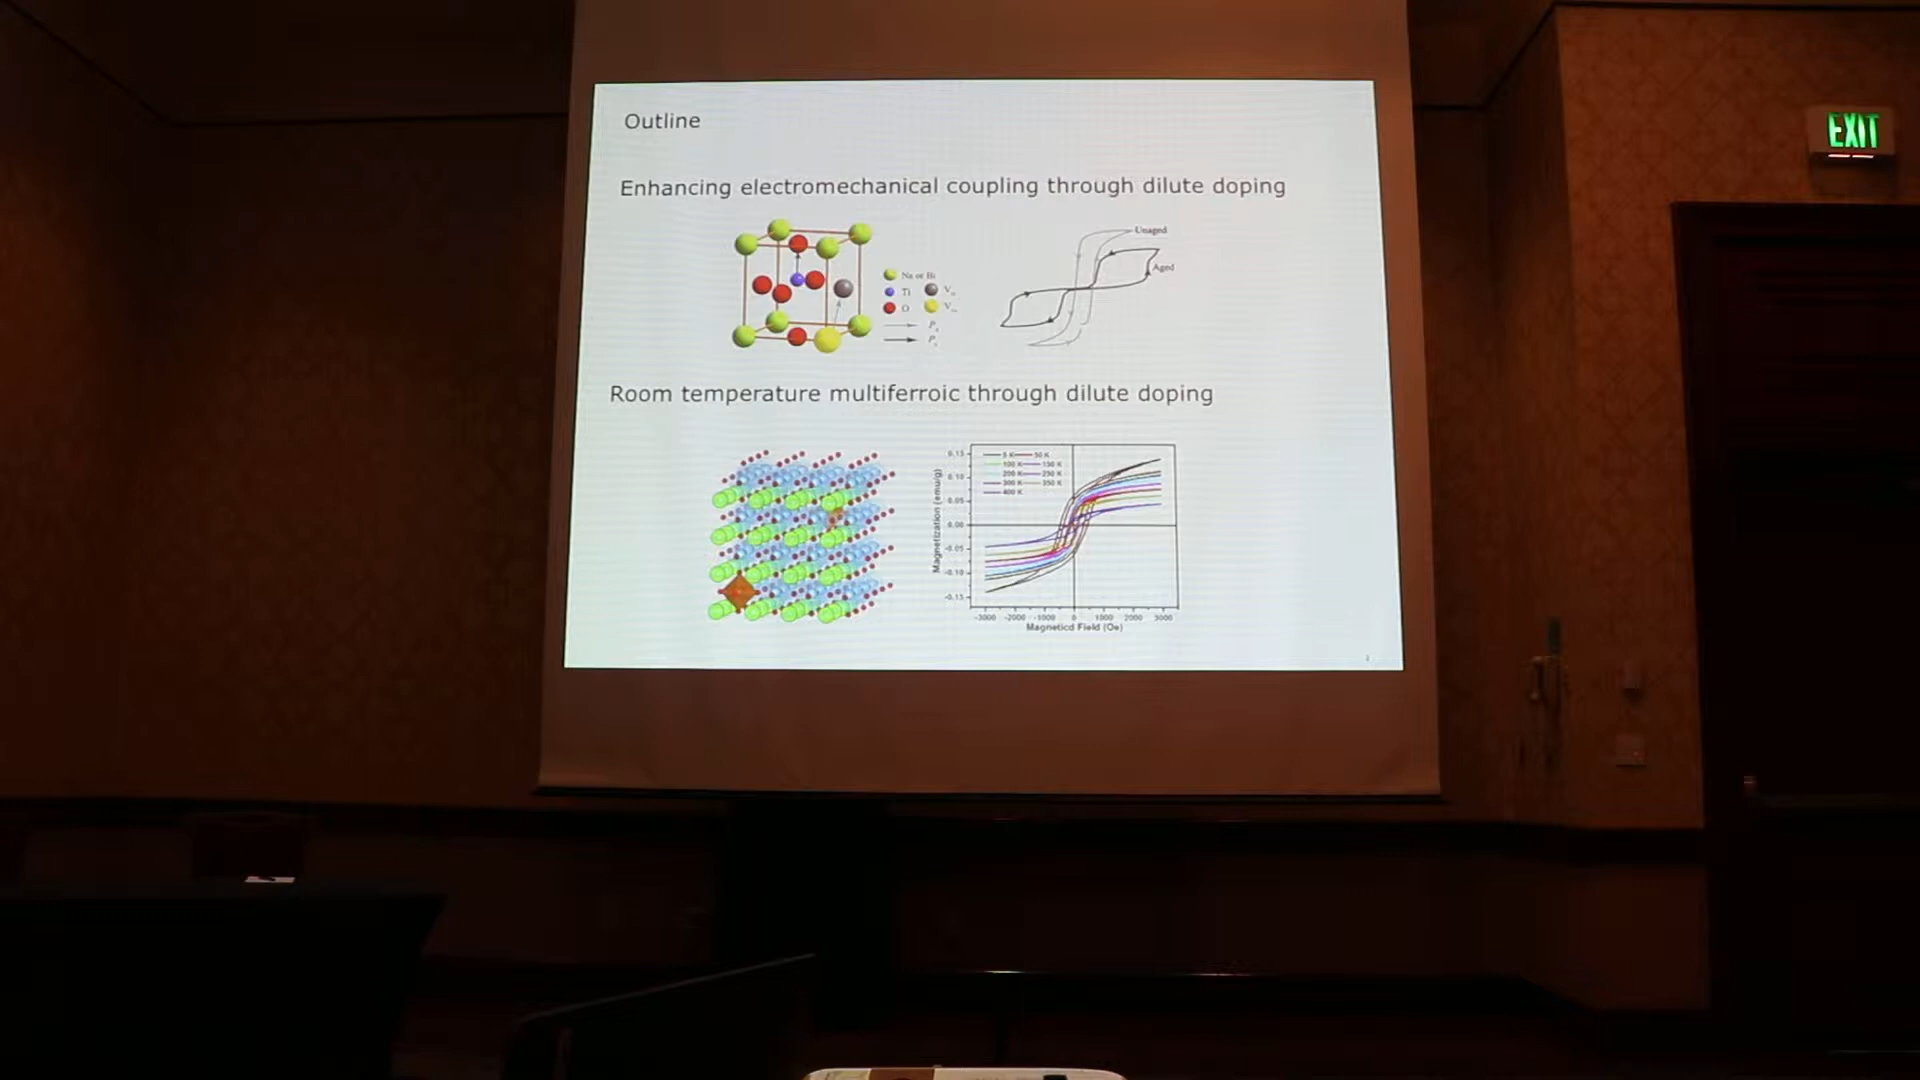 Outline
EXIT
Enhancing electromechanical coupling through dilute doping
Unaged
Aged
Na or Bi
Ti
O
Room temperature multiferroic through dilute doping
5 K 50 K
100 K 150 K
200 K 250 K
300 K 350 K
400 K
0.15
0.10
0.05
0.00
-0.05
-0.10
-0.15
Magnetization (emu/g)
-3000 -2000 -1000 0 1000 2000 3000
Magneticd Field (Oe)